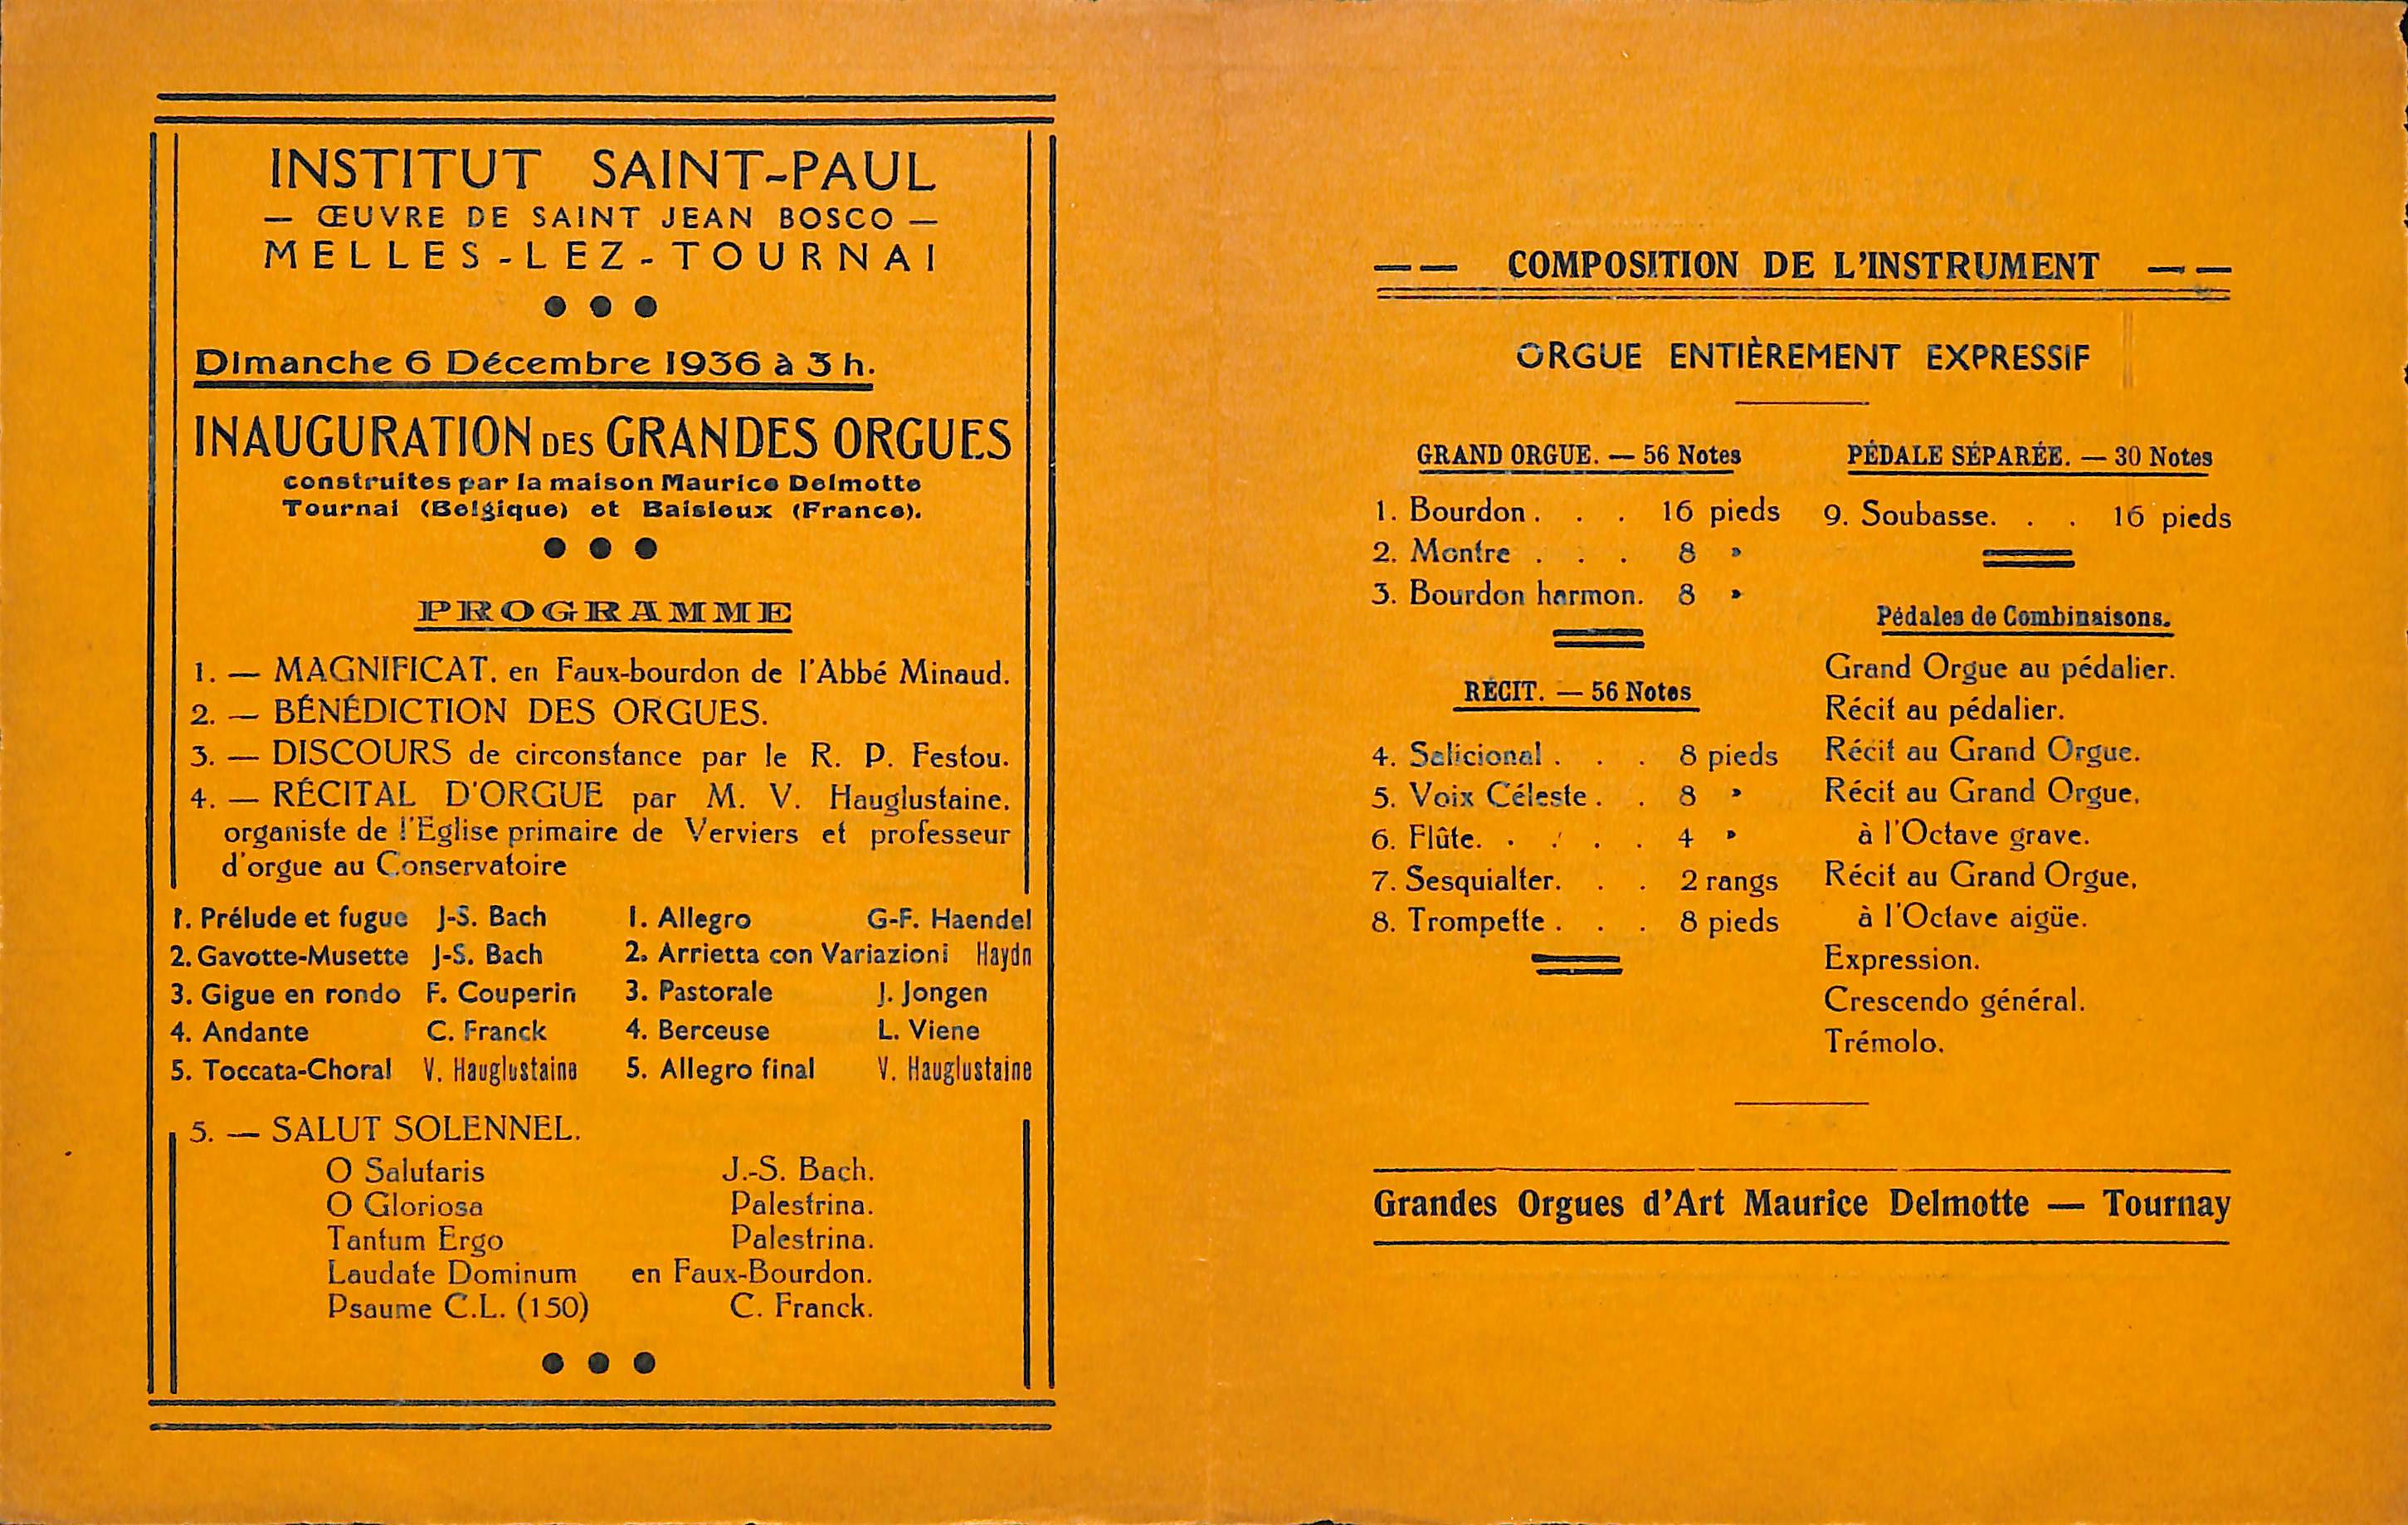 INSTITUT SAINT-PAUL
— ŒUVRE DE SAINT JEAN BOSCO —
MELLES-LEZ-TOURNAI
Dimanche 6 Décembre 1936 à 3 h.
INAUGURATION DES GRANDES ORGUES
construites par la maison Maurice Delmotte
Tournai (Belgique) et Baisieux (France).
PROGRAMME
1. — MAGNIFICAT. en Faux-bourdon de l'Abbé Minaud.
2. — BÉNÉDICTION DES ORGUES.
3. — DISCOURS de circonstance par le R. P. Festou.
4. — RÉCITAL D'ORGUE par M. V. Hauglustaine.
organiste de l'Eglise primaire de Verviers et professeur
d'orgue au Conservatoire
1. Prélude et fugue J-S. Bach
2. Gavotte-Musette J-S. Bach
3. Gigue en rondo F. Couperin
4. Andante C. Franck
5. Toccata-Choral V. Hauglustaine
1. Allegro G-F. Haendel
2. Arrietta con Variazioni Haydn
3. Pastorale J. Jongen
4. Berceuse L. Viene
5. Allegro final V. Hauglustaine
5. — SALUT SOLENNEL.
O Salutaris J.-S. Bach.
O Gloriosa Palestrina.
Tantum Ergo Palestrina.
Laudate Dominum en Faux-Bourdon.
Psaume C.L. (150) C. Franck.
—— COMPOSITION DE L'INSTRUMENT ——
ORGUE ENTIÈREMENT EXPRESSIF
GRAND ORGUE. — 56 Notes
1. Bourdon . . . 16 pieds
2. Montre . . . 8 »
3. Bourdon harmon. 8 »
RÉCIT. — 56 Notes
4. Salicional . . . 8 pieds
5. Voix Céleste . . 8 »
6. Flûte. . . . . 4 »
7. Sesquialter. . . 2 rangs
8. Trompette . . . 8 pieds
PÉDALE SÉPARÉE. — 30 Notes
9. Soubasse. . . 16 pieds
Pédales de Combinaisons.
Grand Orgue au pédalier.
Récit au pédalier.
Récit au Grand Orgue.
Récit au Grand Orgue,
à l'Octave grave.
Récit au Grand Orgue,
à l'Octave aigüe.
Expression.
Crescendo général.
Trémolo.
Grandes Orgues d'Art Maurice Delmotte — Tournay